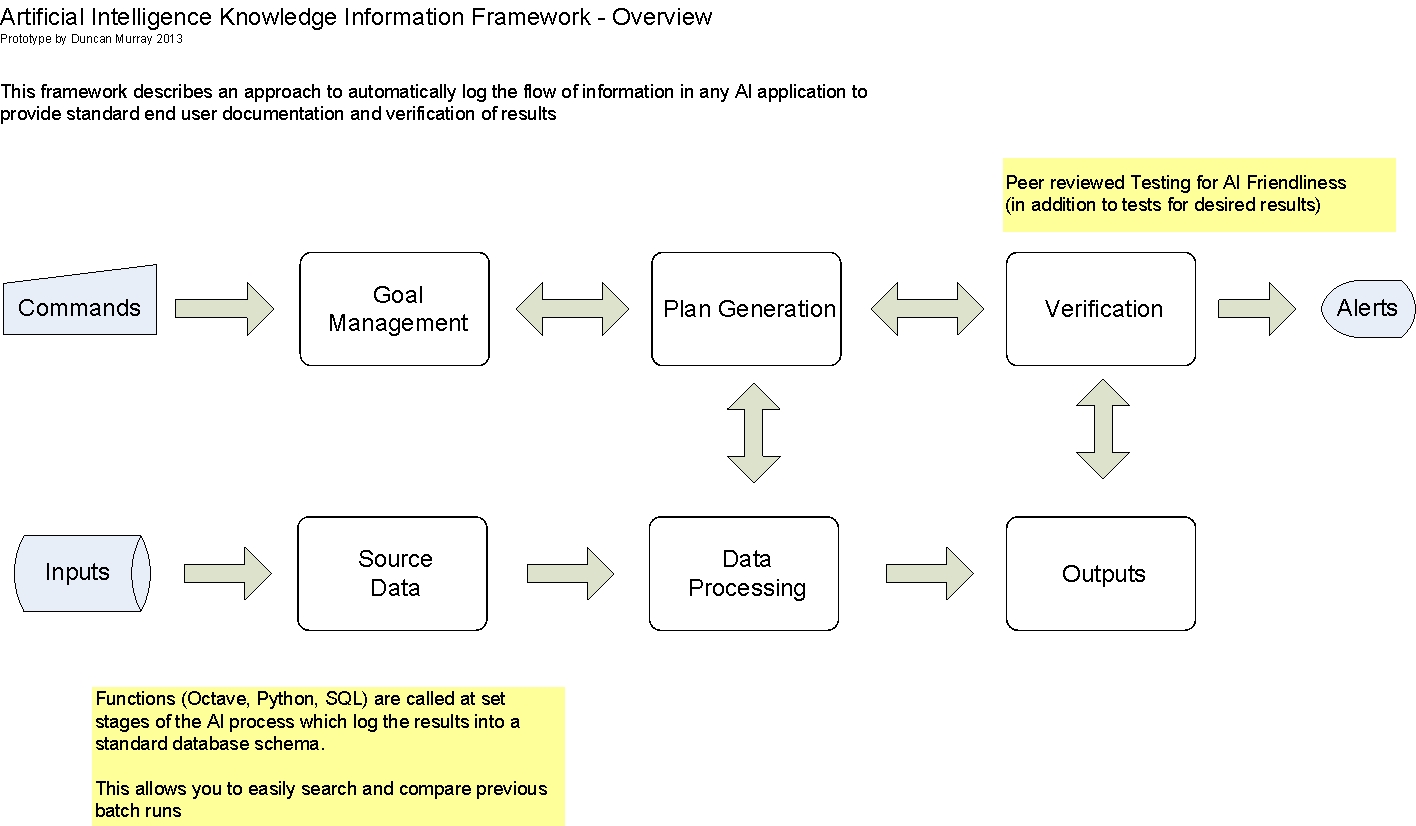 Artificial Intelligence Knowledge Information Framework - Overview
Prototype by Duncan Murray 2013
This framework describes an approach to automatically log the flow of information in any AI application to
provide standard end user documentation and verification of results
Peer reviewed Testing for AI Friendliness
(in addition to tests for desired results)
Commands
Goal
Management
Plan Generation
Verification
Alerts
Inputs
Source
Data
Data
Processing
Outputs
Functions (Octave, Python, SQL) are called at set
stages of the AI process which log the results into a
standard database schema.
This allows you to easily search and compare previous
batch runs